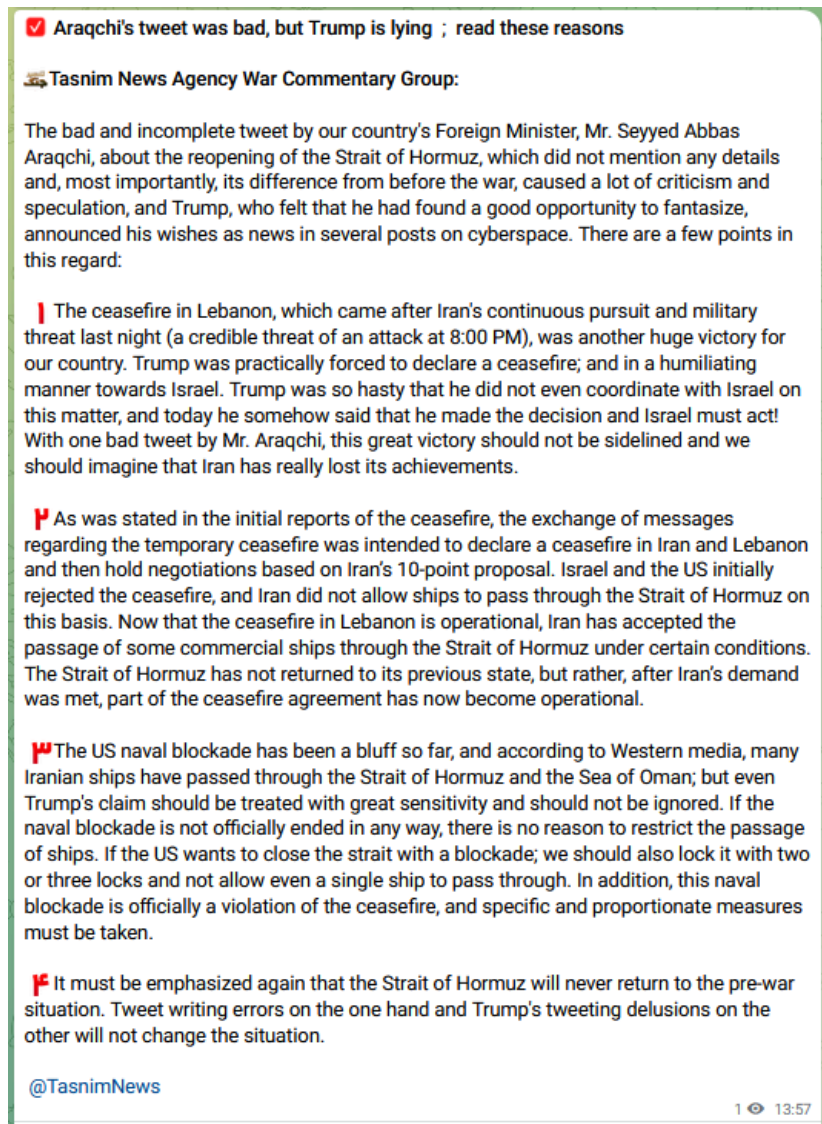 Araqchi's tweet was bad, but Trump is lying ; read these reasons
Tasnim News Agency War Commentary Group:
The bad and incomplete tweet by our country's Foreign Minister, Mr. Seyyed Abbas
Araqchi, about the reopening of the Strait of Hormuz, which did not mention any details
and, most importantly, its difference from before the war, caused a lot of criticism and
speculation, and Trump, who felt that he had found a good opportunity to fantasize,
announced his wishes as news in several posts on cyberspace. There are a few points in
this regard:
۱ The ceasefire in Lebanon, which came after Iran's continuous pursuit and military
threat last night (a credible threat of an attack at 8:00 PM), was another huge victory for
our country. Trump was practically forced to declare a ceasefire; and in a humiliating
manner towards Israel. Trump was so hasty that he did not even coordinate with Israel on
this matter, and today he somehow said that he made the decision and Israel must act!
With one bad tweet by Mr. Araqchi, this great victory should not be sidelined and we
should imagine that Iran has really lost its achievements.
۲ As was stated in the initial reports of the ceasefire, the exchange of messages
regarding the temporary ceasefire was intended to declare a ceasefire in Iran and Lebanon
and then hold negotiations based on Iran's 10-point proposal. Israel and the US initially
rejected the ceasefire, and Iran did not allow ships to pass through the Strait of Hormuz on
this basis. Now that the ceasefire in Lebanon is operational, Iran has accepted the
passage of some commercial ships through the Strait of Hormuz under certain conditions.
The Strait of Hormuz has not returned to its previous state, but rather, after Iran's demand
was met, part of the ceasefire agreement has now become operational.
۳ The US naval blockade has been a bluff so far, and according to Western media, many
Iranian ships have passed through the Strait of Hormuz and the Sea of Oman; but even
Trump's claim should be treated with great sensitivity and should not be ignored. If the
naval blockade is not officially ended in any way, there is no reason to restrict the passage
of ships. If the US wants to close the strait with a blockade; we should also lock it with two
or three locks and not allow even a single ship to pass through. In addition, this naval
blockade is officially a violation of the ceasefire, and specific and proportionate measures
must be taken.
۴ It must be emphasized again that the Strait of Hormuz will never return to the pre-war
situation. Tweet writing errors on the one hand and Trump's tweeting delusions on the
other will not change the situation.
@TasnimNews
1 13:57